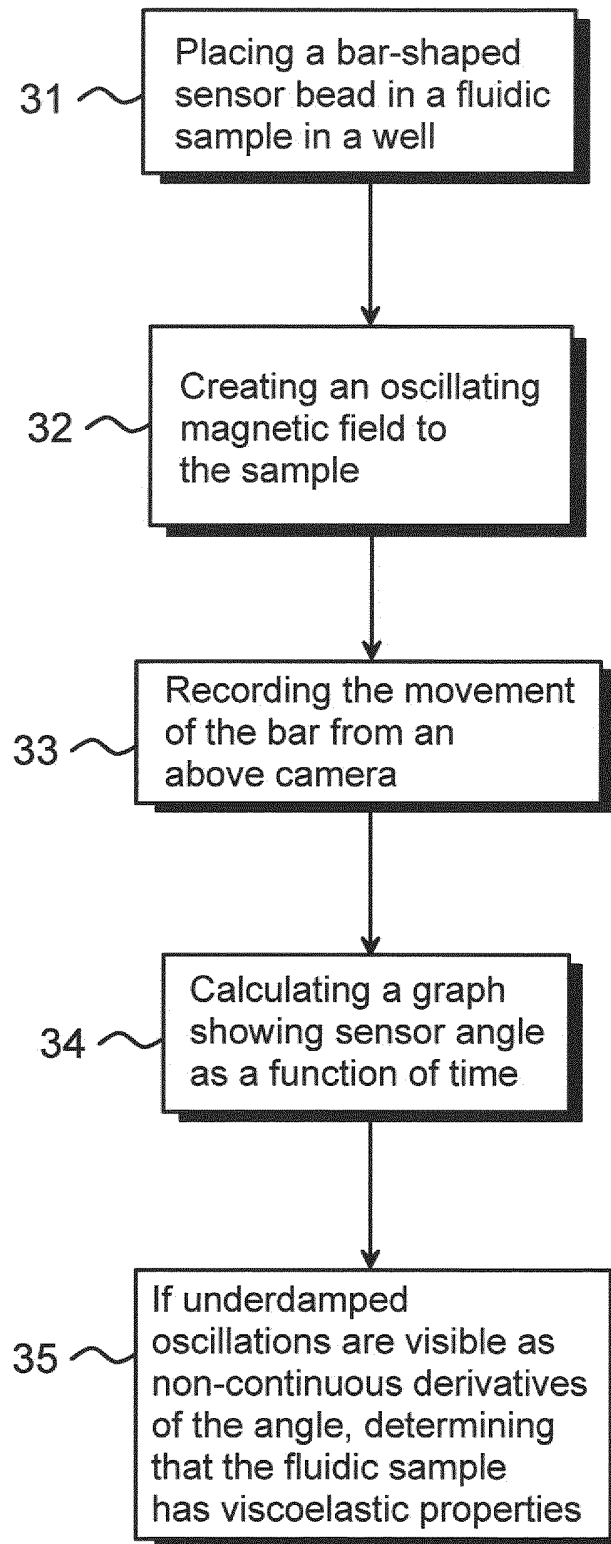 31
Placing a bar-shaped
sensor bead in a fluidic
sample in a well
32
Creating an oscillating
magnetic field to
the sample
33
Recording the movement
of the bar from an
above camera
34
Calculating a graph
showing sensor angle
as a function of time
35
If underdamped
oscillations are visible as
non-continuous derivatives
of the angle, determining
that the fluidic sample
has viscoelastic properties